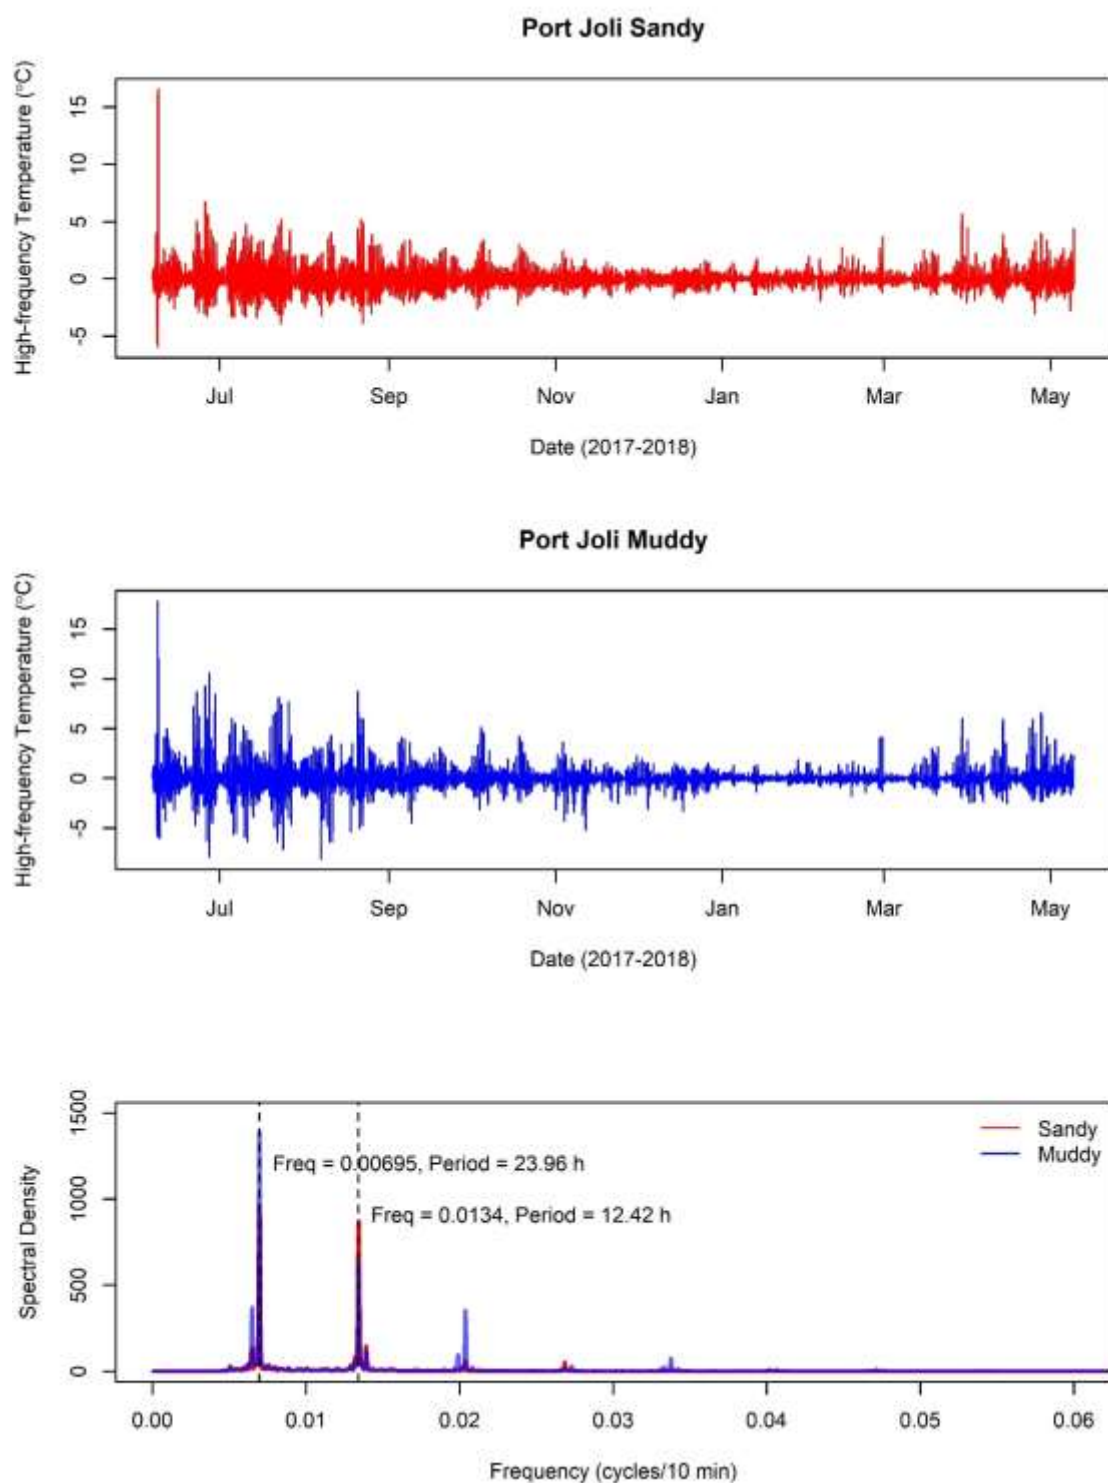 Port Joli Sandy
High-frequency Temperature (°C)
15
10
5
0
-5
Jul Sep Nov Jan Mar May
Date (2017-2018)
Port Joli Muddy
High-frequency Temperature (°C)
15
10
5
0
-5
Jul Sep Nov Jan Mar May
Date (2017-2018)
Spectral Density
1500
1000
500
0
Sandy
Muddy
Freq = 0.00695, Period = 23.96 h
Freq = 0.0134, Period = 12.42 h
0.00 0.01 0.02 0.03 0.04 0.05 0.06
Frequency (cycles/10 min)